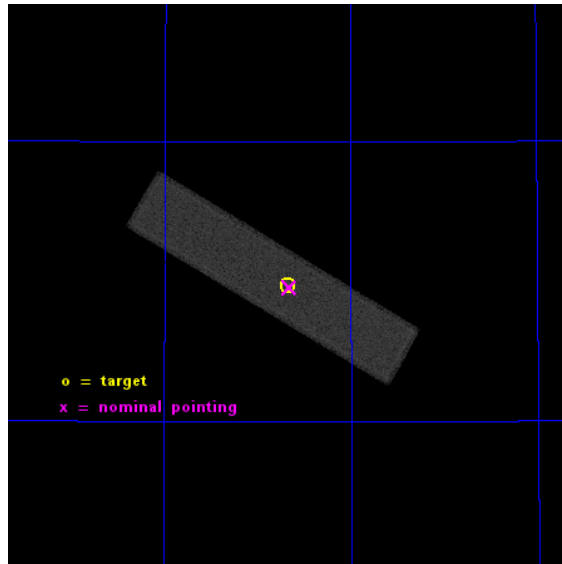 o = target
x = nominal pointing